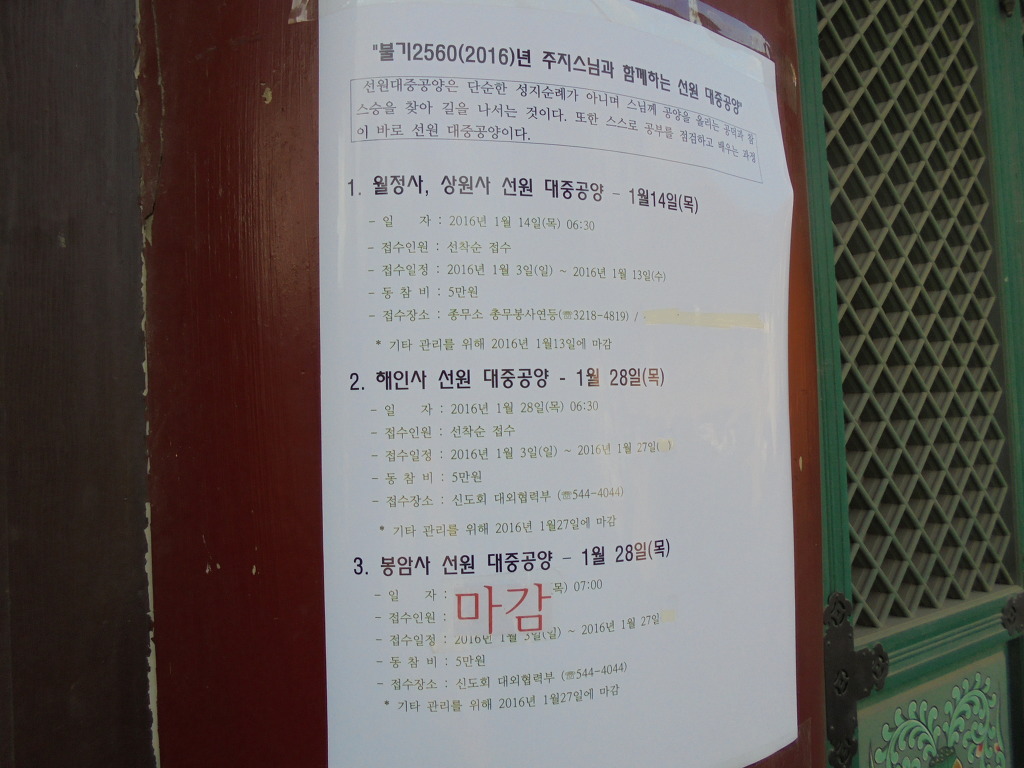 "불기2560(2016)년 주지스님과 함께하는 선원 대중공양"
선원대중공양은 단순한 성지순례가 아니며 스님께 공양을 올리는 공덕과 참
스승을 찾아 길을 나서는 것이다. 또한 스스로 공부를 점검하고 배우는 과정
이 바로 선원 대중공양이다.
1. 월정사, 상원사 선원 대중공양 - 1월14일(목)
- 일 자 : 2016년 1월 14일(목) 06:30
- 접수인원 : 선착순 접수
- 접수일정 : 2016년 1월 3일(일) ~ 2016년 1월 13일(수)
- 동 참 비 : 5만원
- 접수장소 : 종무소 총무봉사연등(☏3218-4819) /
* 기타 관리를 위해 2016년 1월13일에 마감
2. 해인사 선원 대중공양 - 1월 28일(목)
- 일 자 : 2016년 1월 28일(목) 06:30
- 접수인원 : 선착순 접수
- 접수일정 : 2016년 1월 3일(일) ~ 2016년 1월 27일( )
- 동 참 비 : 5만원
- 접수장소 : 신도회 대외협력부 (☏544-4044)
* 기타 관리를 위해 2016년 1월27일에 마감
3. 봉암사 선원 대중공양 - 1월 28일(목)
- 일 자 : 목) 07:00
- 접수인원 :
마감
- 접수일정 : 2016년 1월 3일(일) ~ 2016년 1월 27일
- 동 참 비 : 5만원
- 접수장소 : 신도회 대외협력부 (☏544-4044)
* 기타 관리를 위해 2016년 1월27일에 마감